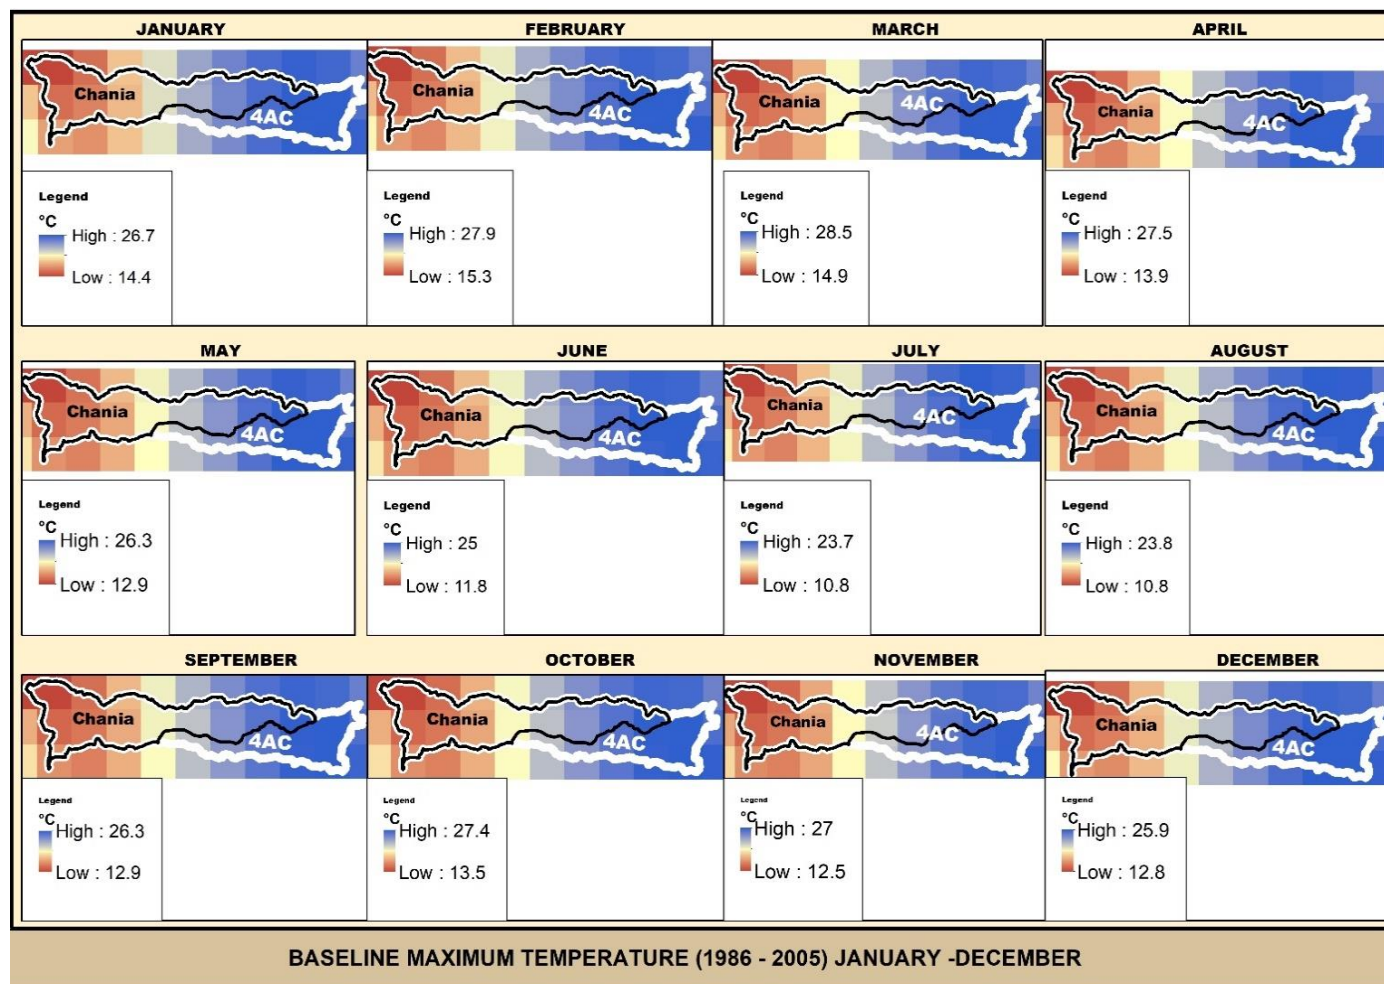 JANUARY
Chania
4AC
Legend
°C
High : 26.7
Low : 14.4
FEBRUARY
Chania
4AC
Legend
°C
High : 27.9
Low : 15.3
MARCH
Chania
4AC
Legend
°C
High : 28.5
Low : 14.9
APRIL
Chania
4AC
Legend
°C
High : 27.5
Low : 13.9
MAY
Chania
4AC
Legend
°C
High : 26.3
Low : 12.9
JUNE
Chania
4AC
Legend
°C
High : 25
Low : 11.8
JULY
Chania
4AC
Legend
°C
High : 23.7
Low : 10.8
AUGUST
Chania
4AC
Legend
°C
High : 23.8
Low : 10.8
SEPTEMBER
Chania
4AC
Legend
°C
High : 26.3
Low : 12.9
OCTOBER
Chania
4AC
Legend
°C
High : 27.4
Low : 13.5
NOVEMBER
Chania
4AC
Legend
°C
High : 27
Low : 12.5
DECEMBER
Chania
4AC
Legend
°C
High : 25.9
Low : 12.8
BASELINE MAXIMUM TEMPERATURE (1986 - 2005) JANUARY -DECEMBER